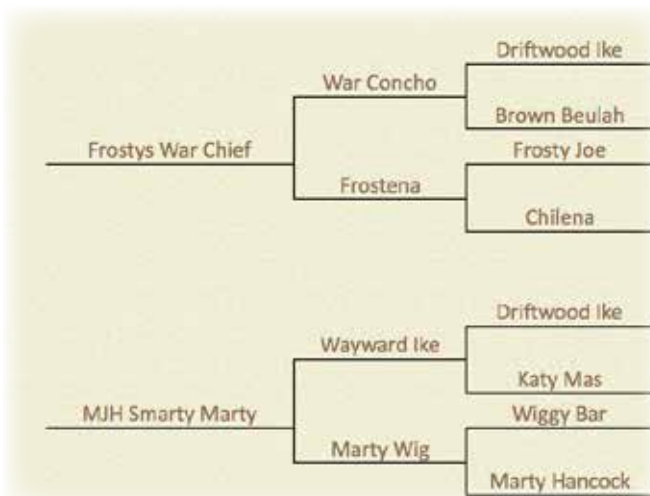 Driftwood Ike
War Concho
Brown Beulah
Frostys War Chief
Frosty Joe
Frostena
Chilena
Driftwood Ike
Wayward Ike
Katy Mas
MJH Smarty Marty
Wiggy Bar
Marty Wig
Marty Hancock